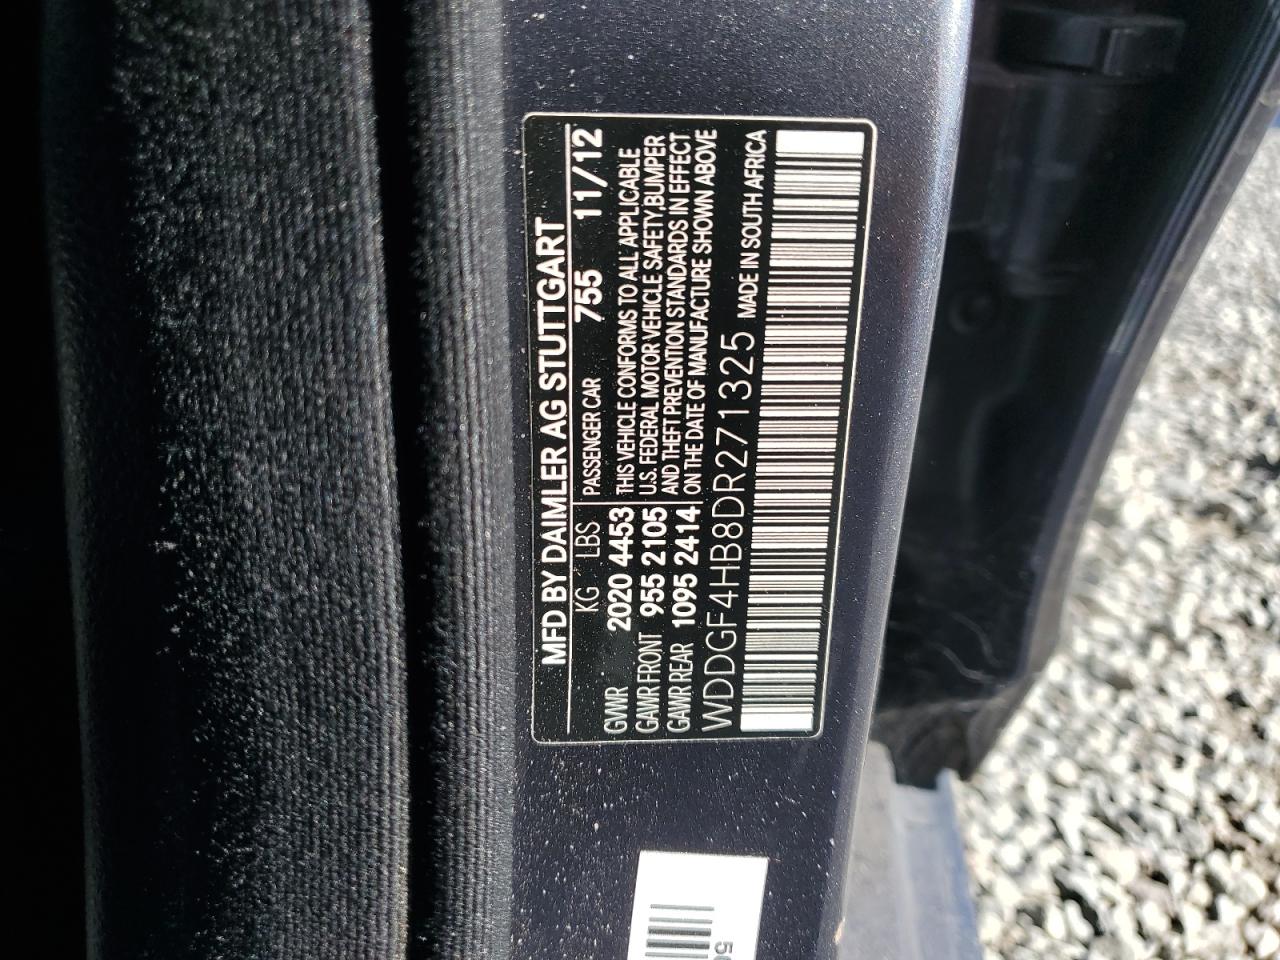 MFD BY DAIMLER AG STUTTGART
KG LBS PASSENGER CAR 755 11/12
GVWR 2020 4453 THIS VEHICLE CONFORMS TO ALL APPLICABLE
GAWR FRONT 955 2105 U.S. FEDERAL MOTOR VEHICLE SAFETY,BUMPER
AND THEFT PREVENTION STANDARDS IN EFFECT
GAWR REAR 1095 2414 ON THE DATE OF MANUFACTURE SHOWN ABOVE
WDDGF4HB8DR271325 MADE IN SOUTH AFRICA